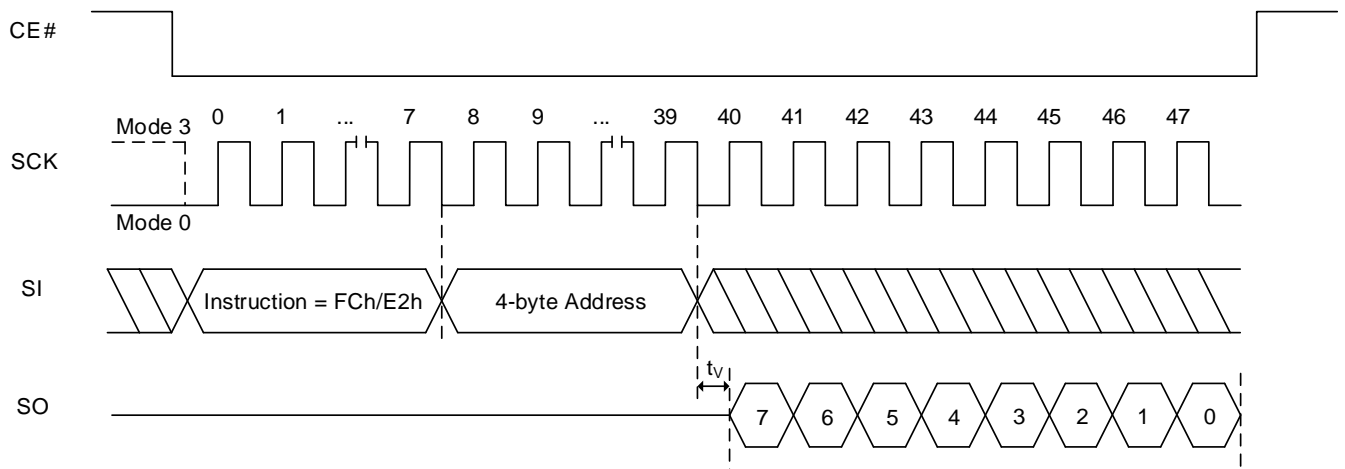 CE#
Mode 3 0 1 ... 7 8 9 ... 39 40 41 42 43 44 45 46 47
SCK
Mode 0
SI Instruction = FCh/E2h 4-byte Address
tV
SO 7 6 5 4 3 2 1 0